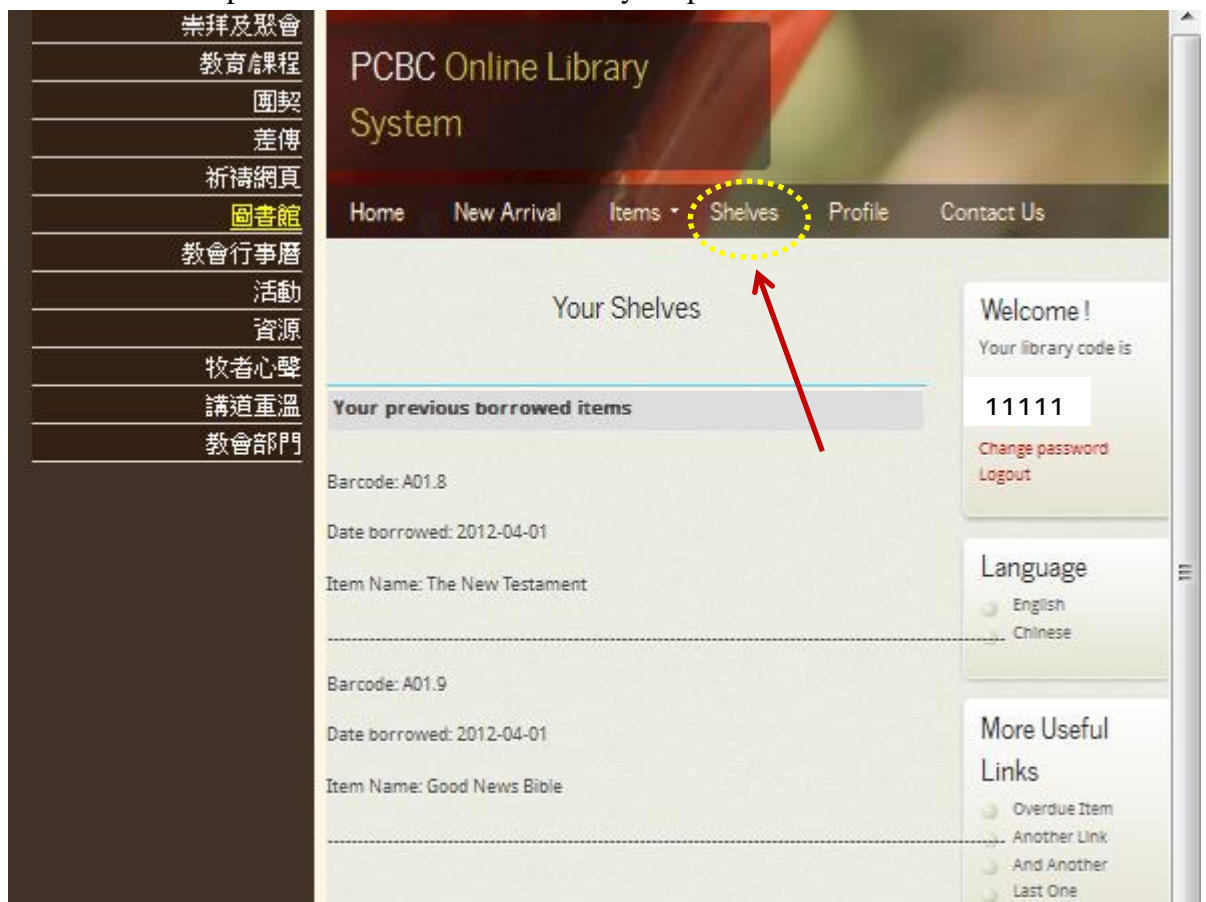 崇拜及聚會
教育/課程
團契
差傳
祈禱網頁
圖書館
教會行事曆
活動
資源
牧者心聲
講道重溫
教會部門
PCBC Online Library
System
Home New Arrival Items Shelves Profile Contact Us
Your Shelves
Your previous borrowed items
Barcode: A01.8
Date borrowed: 2012-04-01
Item Name: The New Testament
Barcode: A01.9
Date borrowed: 2012-04-01
Item Name: Good News Bible
Welcome !
Your library code is
11111
Change password
Logout
Language
English
Chinese
More Useful
Links
Overdue Item
Another Link
And Another
Last One